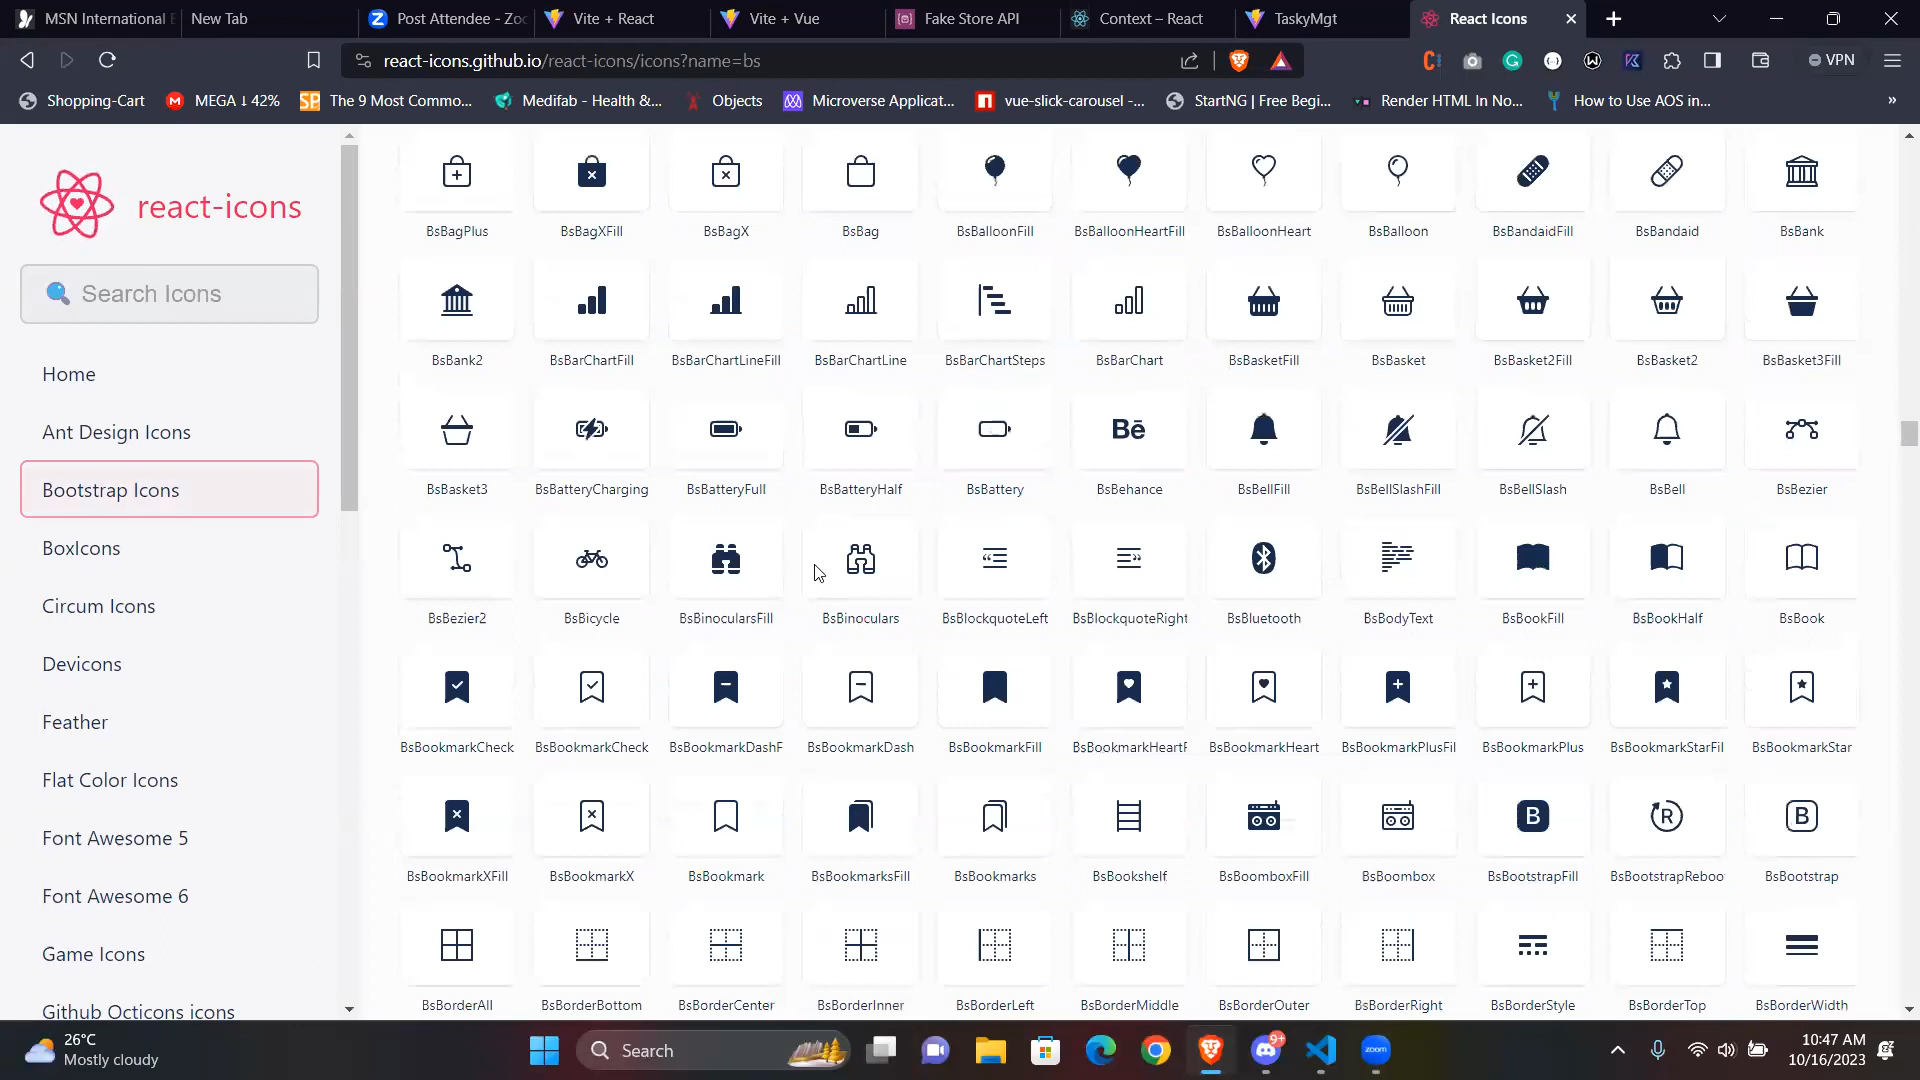 MSN International E
New Tab
Post Attendee - Zoo
Vite + React
Vite + Vue
Fake Store API
Context – React
TaskyMgt
React Icons
react-icons.github.io/react-icons/icons?name=bs
VPN
Shopping-Cart
MEGA ↓ 42%
The 9 Most Commo...
Medifab - Health &...
Objects
Microverse Applicat...
vue-slick-carousel -...
StartNG | Free Begi...
Render HTML In No...
How to Use AOS in...
»
react-icons
Search Icons
Home
Ant Design Icons
Bootstrap Icons
BoxIcons
Circum Icons
Devicons
Feather
Flat Color Icons
Font Awesome 5
Font Awesome 6
Game Icons
Github Octicons icons
BsBagPlus BsBagXFill BsBagX BsBag BsBalloonFill BsBalloonHeartFill BsBalloonHeart BsBalloon BsBandaidFill BsBandaid BsBank
BsBank2 BsBarChartFill BsBarChartLineFill BsBarChartLine BsBarChartSteps BsBarChart BsBasketFill BsBasket BsBasket2Fill BsBasket2 BsBasket3Fill
Bē
BsBasket3 BsBatteryCharging BsBatteryFull BsBatteryHalf BsBattery BsBehance BsBellFill BsBellSlashFill BsBellSlash BsBell BsBezier
BsBezier2 BsBicycle BsBinocularsFill BsBinoculars BsBlockquoteLeft BsBlockquoteRight BsBluetooth BsBodyText BsBookFill BsBookHalf BsBook
BsBookmarkCheck BsBookmarkCheck BsBookmarkDashF BsBookmarkDash BsBookmarkFill BsBookmarkHeartF BsBookmarkHeart BsBookmarkPlusFil BsBookmarkPlus BsBookmarkStarFil BsBookmarkStar
B R B
BsBookmarkXFill BsBookmarkX BsBookmark BsBookmarksFill BsBookmarks BsBookshelf BsBoomboxFill BsBoombox BsBootstrapFill BsBootstrapReboo BsBootstrap
BsBorderAll BsBorderBottom BsBorderCenter BsBorderInner BsBorderLeft BsBorderMiddle BsBorderOuter BsBorderRight BsBorderStyle BsBorderTop BsBorderWidth
26°C
Mostly cloudy
Search
9+
zoom
10:47 AM
10/16/2023